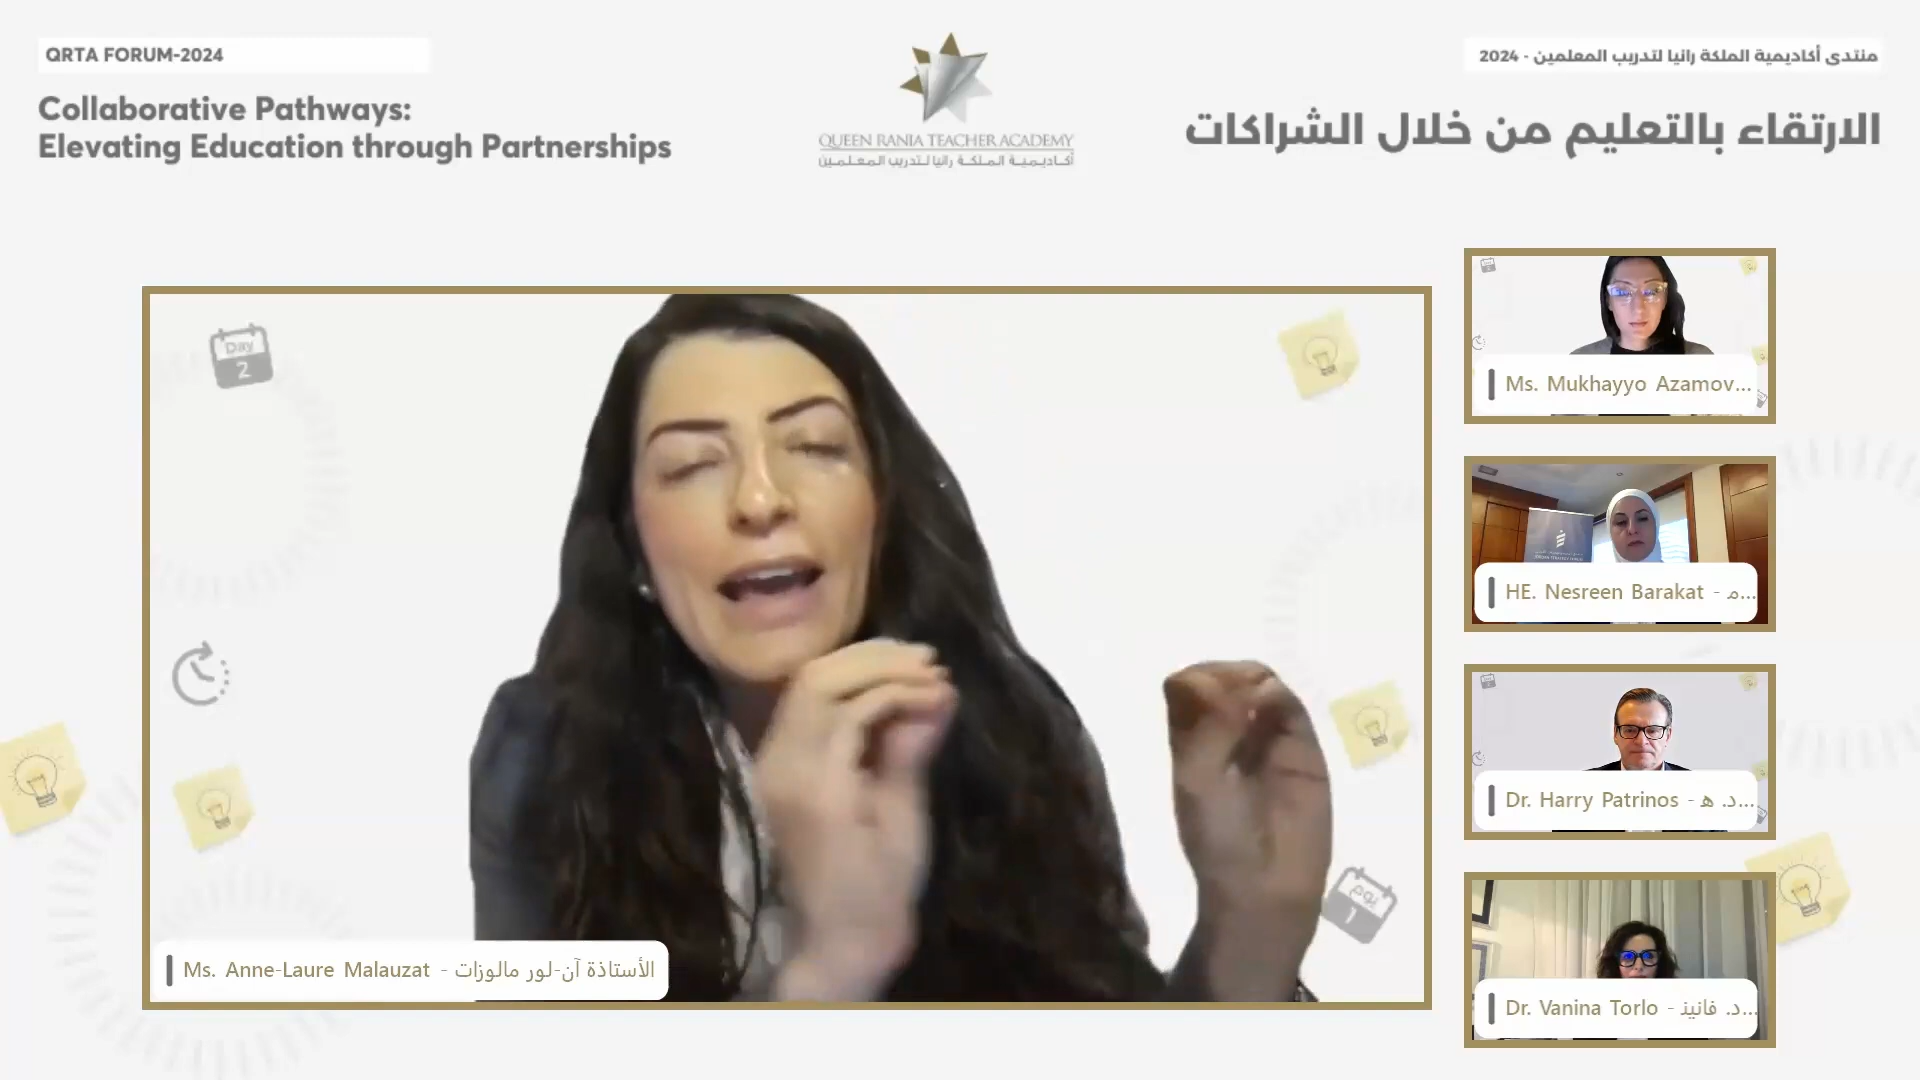 QRTA FORUM-2024
Collaborative Pathways:
Elevating Education through Partnerships
QUEEN RANIA TEACHER ACADEMY
أكاديمية الملكة رانيا لتدريب المعلمين
منتدى أكاديمية الملكة رانيا لتدريب المعلمين - 2024
الارتقاء بالتعليم من خلال الشراكات
Day
2
يوم
Ms. Anne-Laure Malauzat - الأستاذة آن-لور مالوزات
Ms. Mukhayyo Azamov...
HE. Nesreen Barakat - م...
Dr. Harry Patrinos - د. ه...
Dr. Vanina Torlo - د. فانين...